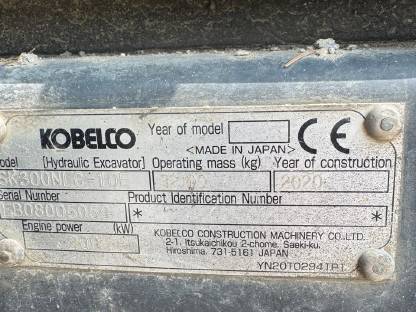 KOBELCO Year of model CE
<MADE IN JAPAN>
Model [Hydraulic Excavator] Operating mass (kg) Year of construction
2020
Serial Number Product Identification Number
* *
Engine power (kW)
KOBELCO CONSTRUCTION MACHINERY CO., LTD.
2-1, Itsukaichikou 2-chome, Saeki-ku,
Hiroshima, 731-5161 JAPAN
YN20T02941P1